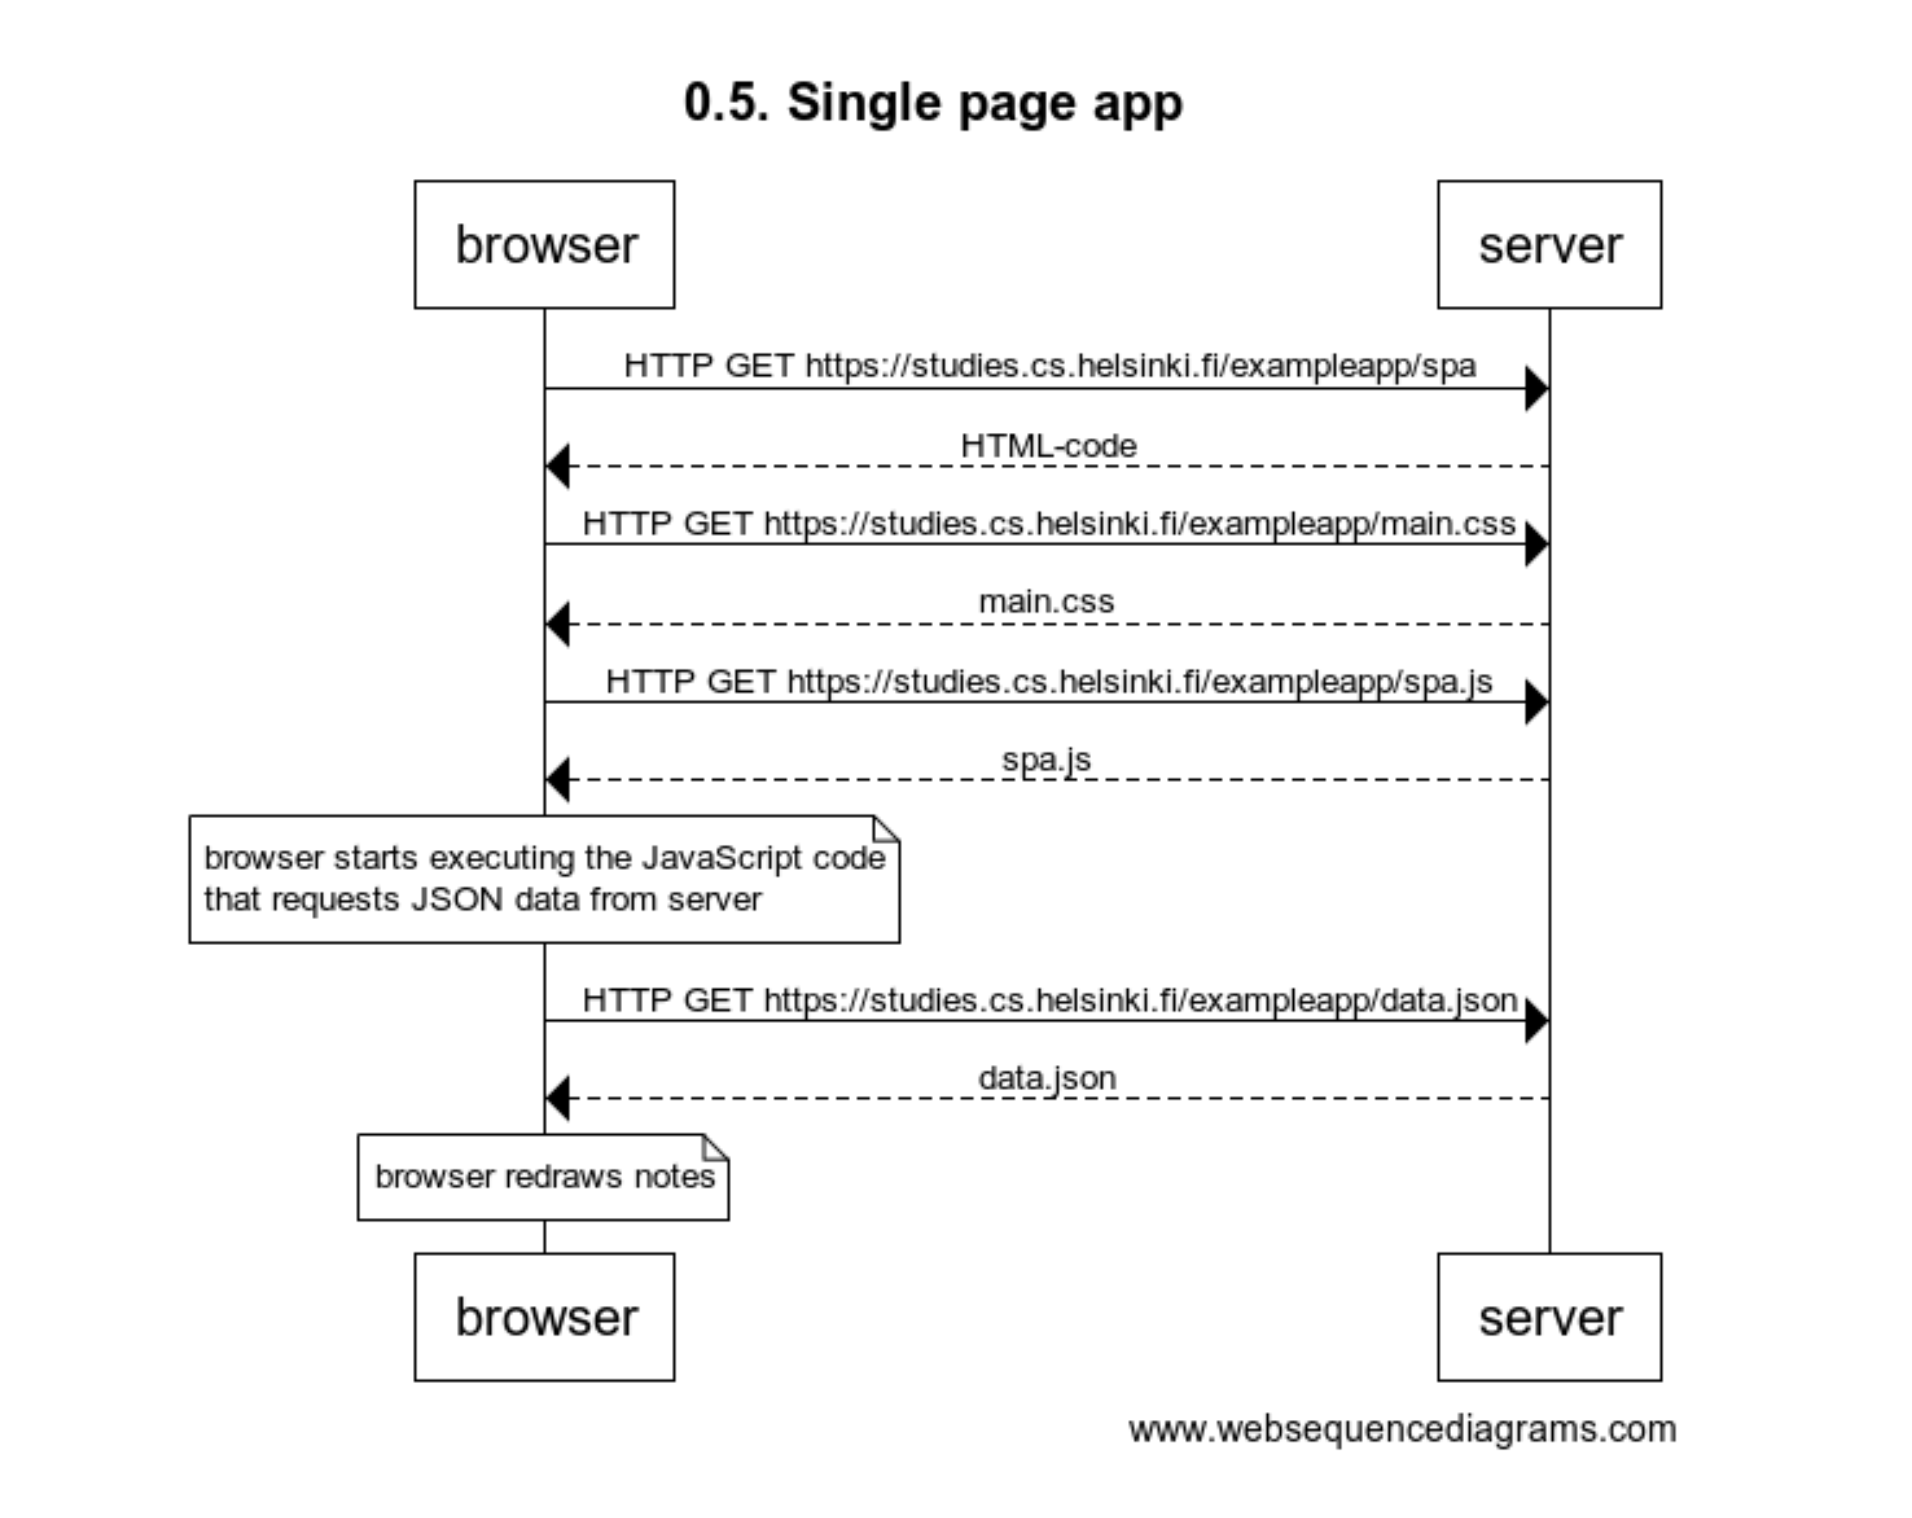 0.5. Single page app
browser
server
HTTP GET https://studies.cs.helsinki.fi/exampleapp/spa
HTML-code
HTTP GET https://studies.cs.helsinki.fi/exampleapp/main.css
main.css
HTTP GET https://studies.cs.helsinki.fi/exampleapp/spa.js
spa.js
browser starts executing the JavaScript code
that requests JSON data from server
HTTP GET https://studies.cs.helsinki.fi/exampleapp/data.json
data.json
browser redraws notes
browser
server
www.websequencediagrams.com